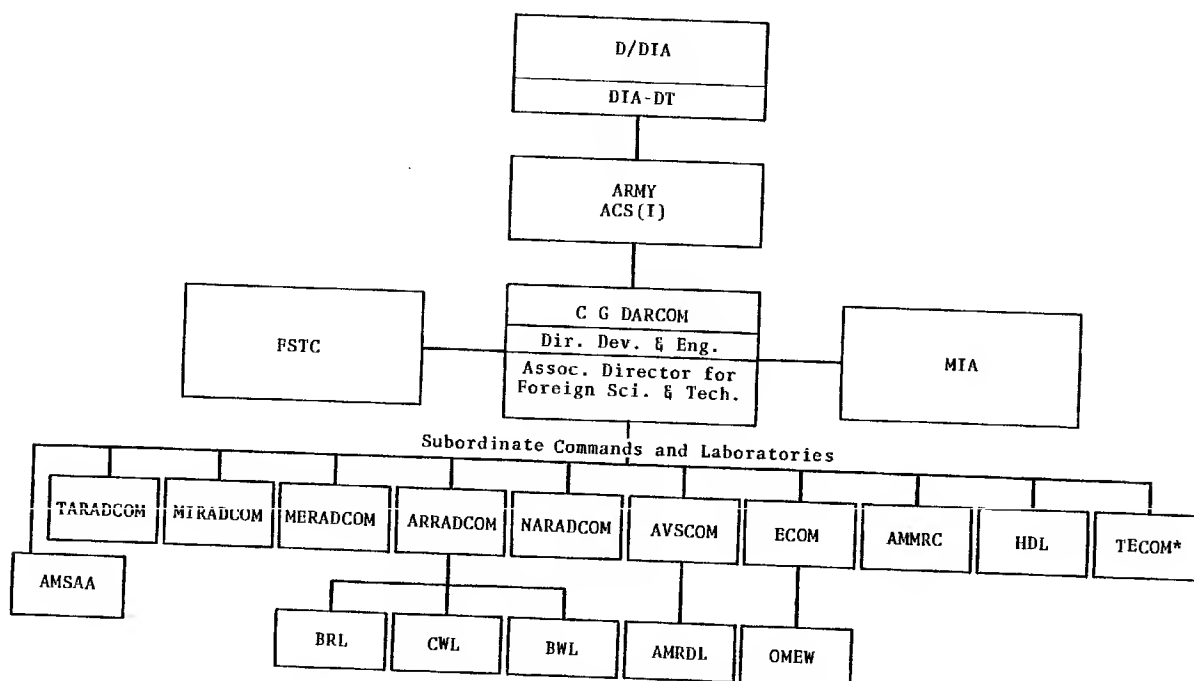 D/DIA
DIA-DT
ARMY
ACS(I)
C G DARCOM
Dir. Dev. & Eng.
Assoc. Director for
Foreign Sci. & Tech.
FSTC
MIA
Subordinate Commands and Laboratories
TARADCOM
MIRADCOM
MERADCOM
ARRADCOM
NARADCOM
AVSCOM
ECOM
AMMRC
HDL
TECOM*
AMSAA
BRL
CWL
BWL
AMRDL
OMEW